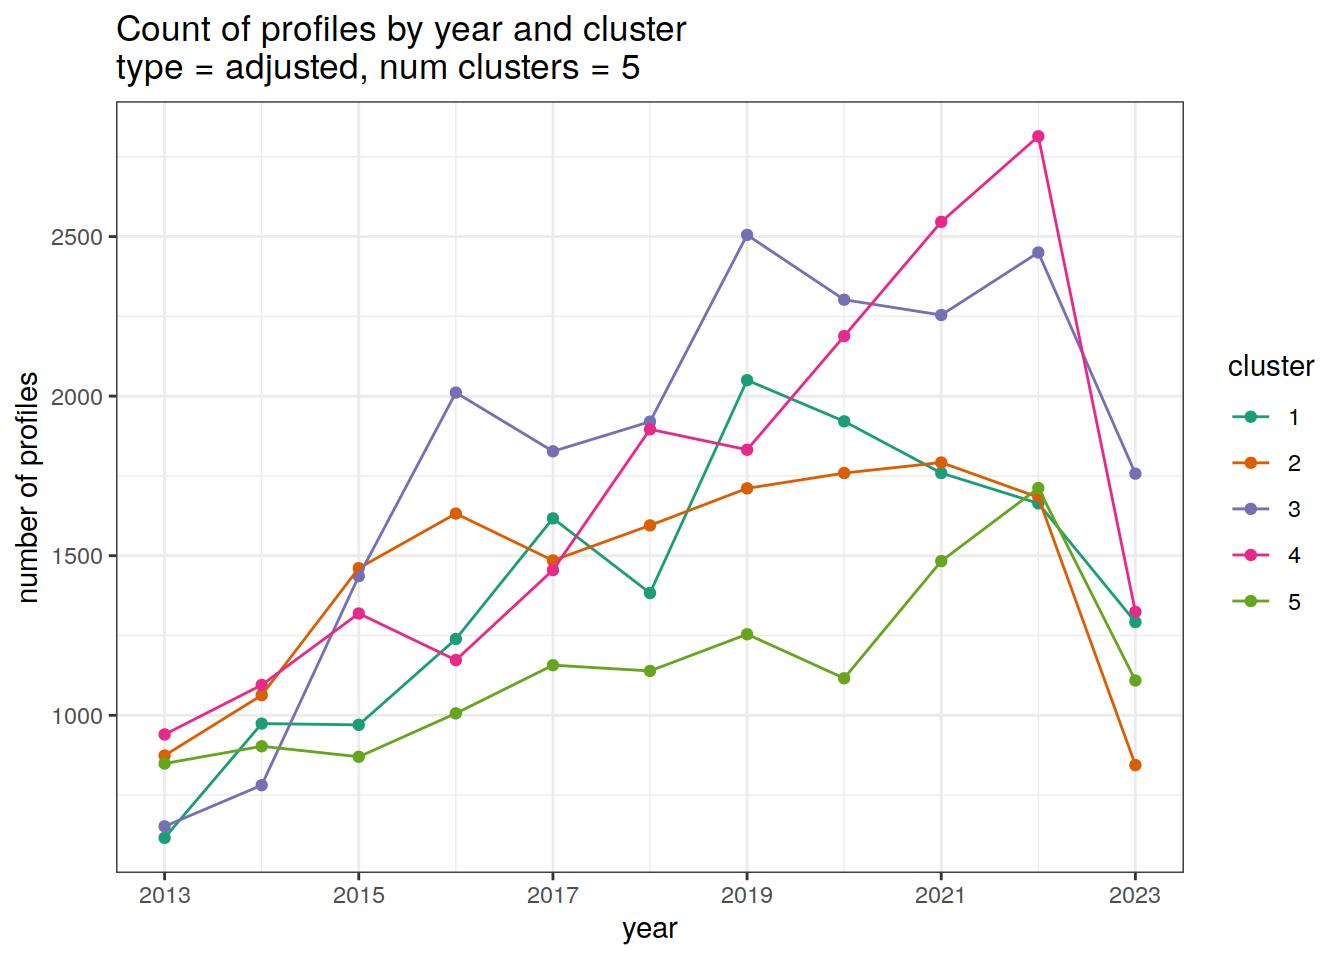 Count of profiles by year and cluster
type = adjusted, num clusters = 5
number of profiles
2500
2000
1500
1000
2013 2015 2017 2019 2021 2023
year
cluster
1
2
3
4
5